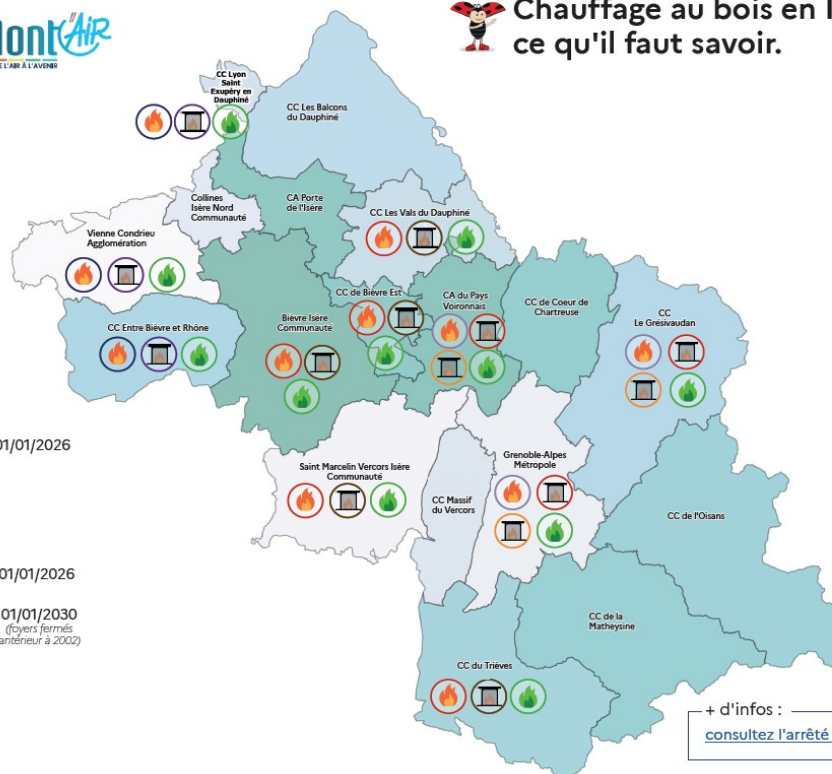 Mont'AIR
E L'AIR À L'AVENIR
Chauffage au bois en I
ce qu'il faut savoir.
CC Lyon
Saint
Exupéry en
Dauphiné
CC Les Balcons
du Dauphiné
Collines
Isère Nord
Communauté
CA Porte
de l'Isère
CC Les Vals du Dauphiné
Vienne Condrieu
Agglomération
CC de Bièvre Est
CA du Pays
Voironnais
CC de Coeur de
Chartreuse
CC
Le Grésivaudan
CC Entre Bièvre et Rhône
Bièvre Isère
Communauté
01/01/2026
Saint Marcelin Vercors Isère
Communauté
Grenoble-Alpes
Métropole
CC Massif
du Vercors
CC de l'Oisans
01/01/2026
01/01/2030
(foyers fermés
antérieur à 2002)
CC de la
Matheysine
CC du Trièves
+ d'infos :
consultez l'arrêté